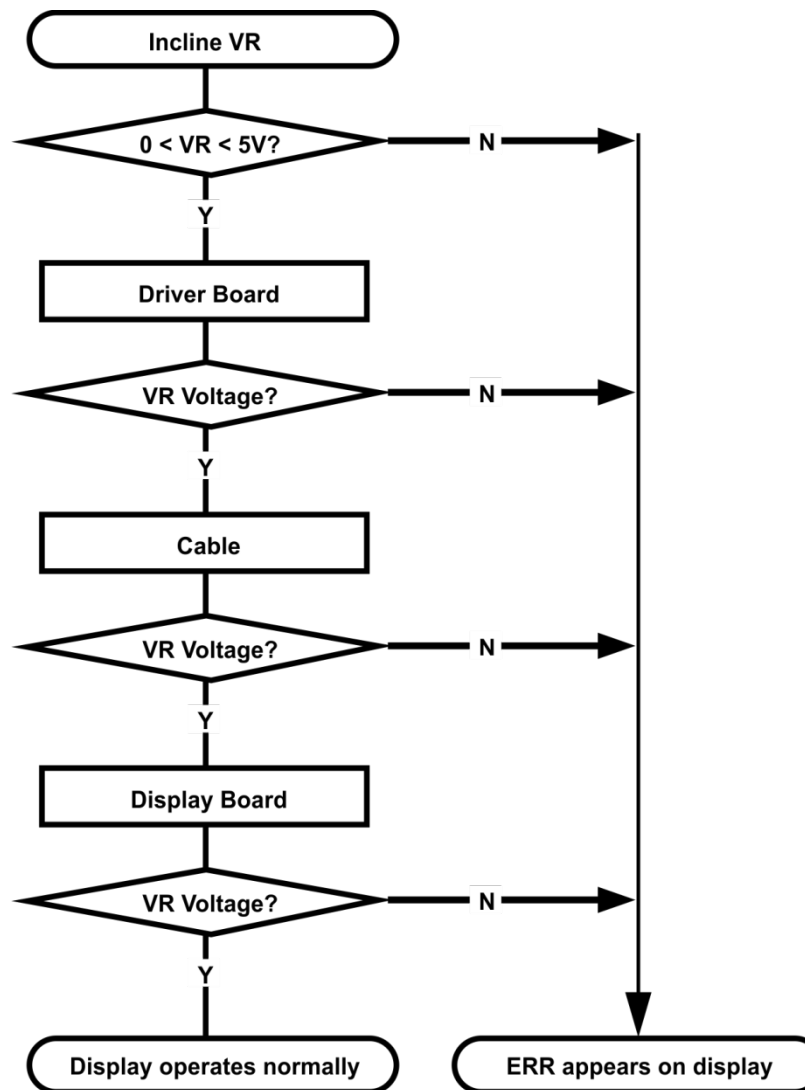 Incline VR
0 < VR < 5V?
N
Y
Driver Board
VR Voltage?
N
Y
Cable
VR Voltage?
N
Y
Display Board
VR Voltage?
N
Y
Display operates normally
ERR appears on display